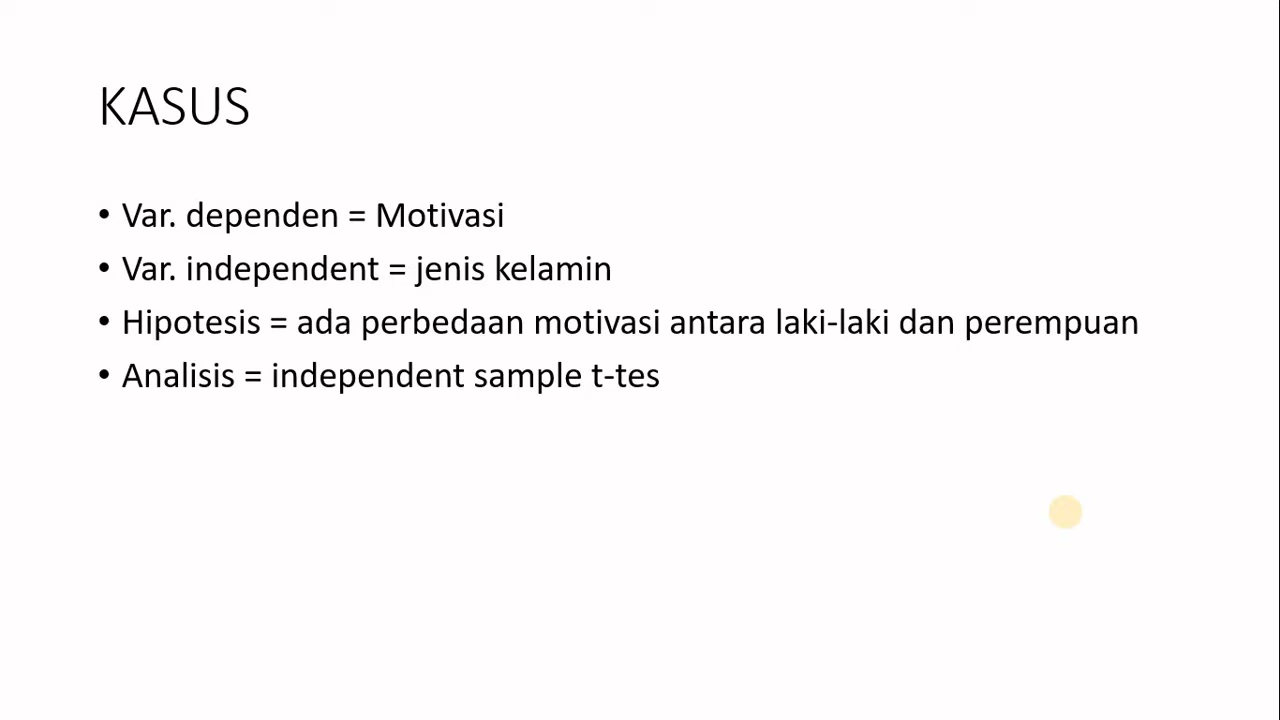 KASUS
• Var. dependen = Motivasi
• Var. independent = jenis kelamin
• Hipotesis = ada perbedaan motivasi antara laki-laki dan perempuan
• Analisis = independent sample t-tes